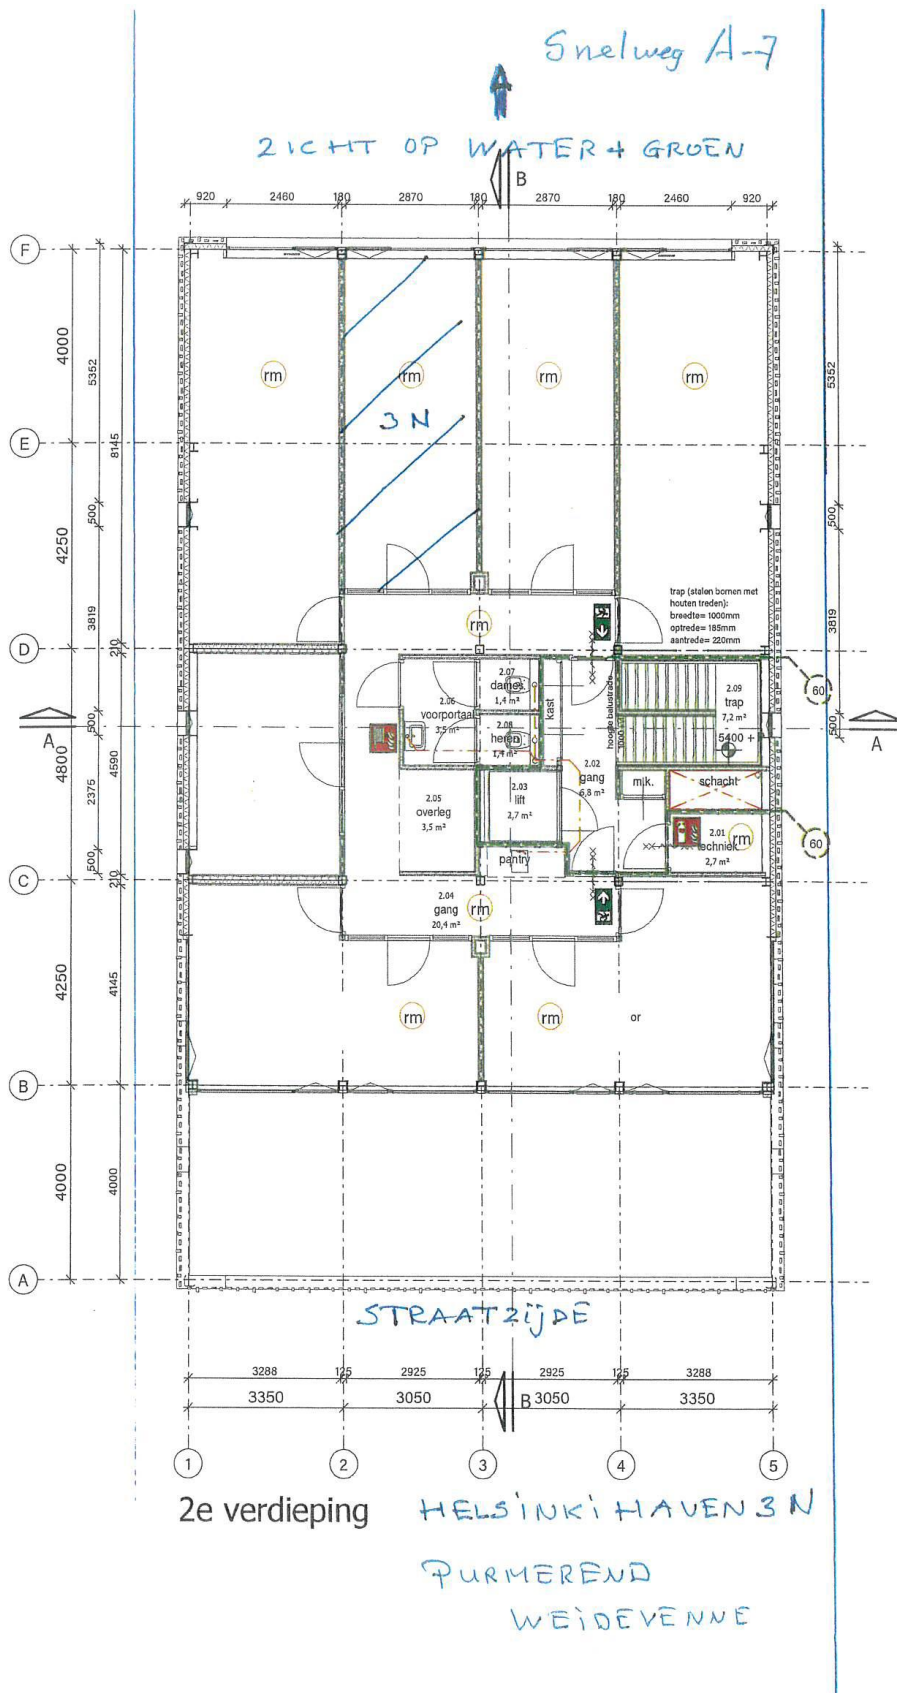 Snelweg A-7
ZICHT OP WATER + GROEN
B
920 2460 180 2870 180 2870 180 2460 920
F
4000
5352
8145
5352
rm rm rm rm
3 N
E
500
4250
500
3819
3819
trap (stalen bomen met
houten treden):
breedte= 1000mm
optrede= 185mm
aantrede= 220mm
rm
D
210
60
2.07
dames
1,4 m²
2.06
voorportaal
3,5 m²
2.08
heren
1,4 m²
kast
hoogte balustrade
1000
2.09
trap
7,2 m²
5400 +
A
500
500
A
4800
4590
2375
2.02
gang
6,8 m²
m.k.
schacht
2.03
lift
2,7 m²
2.05
overleg
3,5 m²
2.01
techniek
2,7 m²
rm
60
500
pantry
C
210
2.04
gang
20,4 m²
rm
4250
4145
rm rm or
B
4000
4000
A
STRAATZIJDE
3288 125 2925 125 2925 125 3288
3350 3050 B 3050 3350
1 2 3 4 5
2e verdieping HELSINKIHAVEN 3 N
PURMEREND
WEIDEVENNE